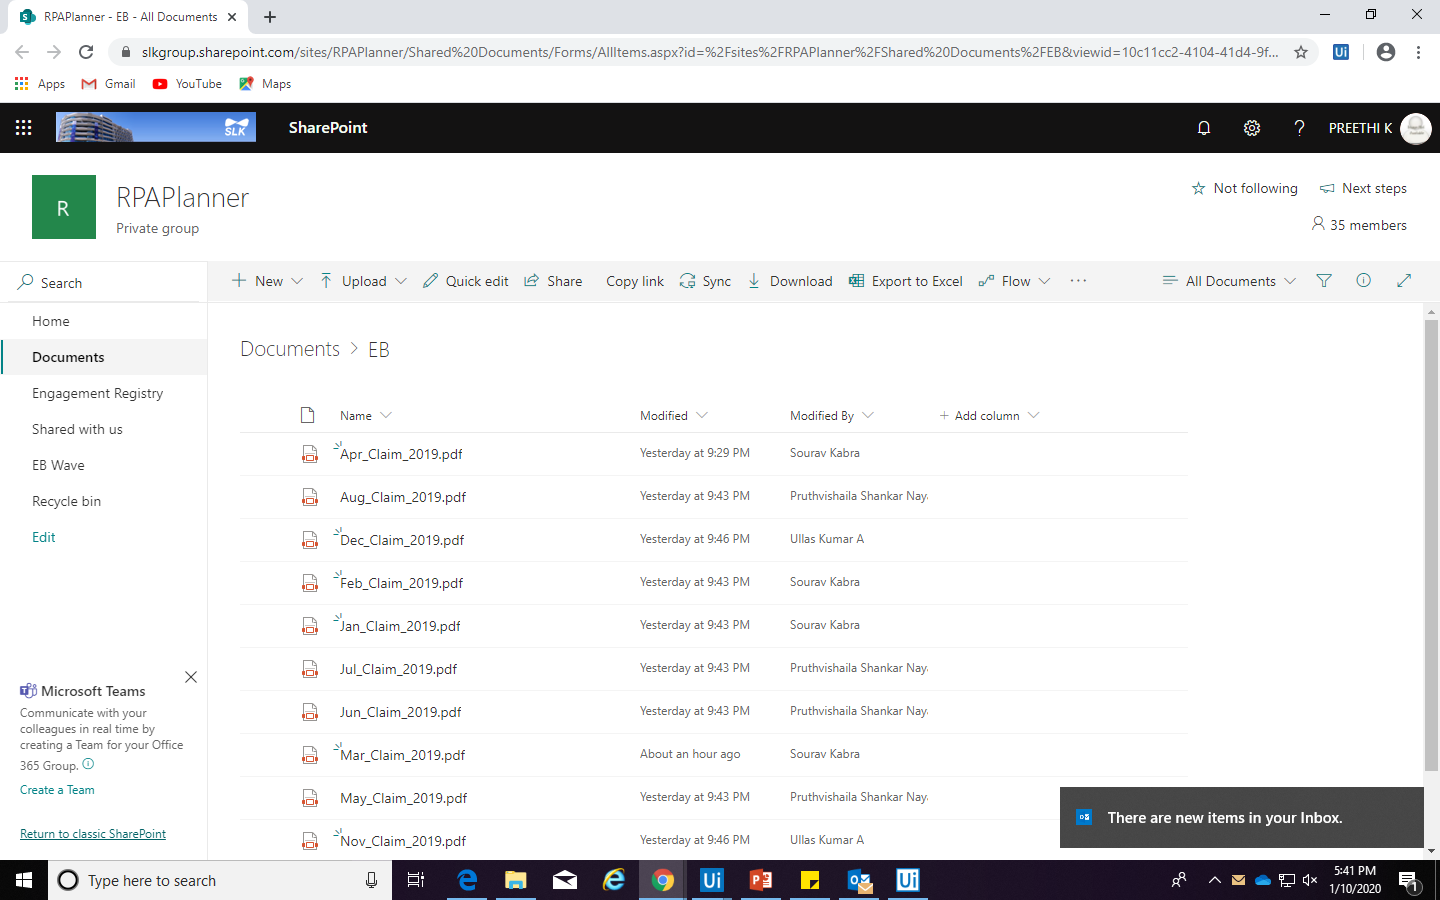 RPAPlanner - EB - All Documents
slkgroup.sharepoint.com/sites/RPAPlanner/Shared%20Documents/Forms/AllItems.aspx?id=%2Fsites%2FRPAPlanner%2FShared%20Documents%2FEB&viewid=10c11cc2-4104-41d4-9f...
Apps Gmail YouTube Maps
SLK SharePoint ? PREETHI K
R RPAPlanner
Private group
Not following Next steps
35 members
Search
New Upload Quick edit Share Copy link Sync Download Export to Excel Flow ... All Documents
Home
Documents
Engagement Registry
Shared with us
EB Wave
Recycle bin
Edit
Documents > EB
Name Modified Modified By + Add column
Apr_Claim_2019.pdf Yesterday at 9:29 PM Sourav Kabra
Aug_Claim_2019.pdf Yesterday at 9:43 PM Pruthvishaila Shankar Nay
Dec_Claim_2019.pdf Yesterday at 9:46 PM Ullas Kumar A
Feb_Claim_2019.pdf Yesterday at 9:43 PM Sourav Kabra
Jan_Claim_2019.pdf Yesterday at 9:43 PM Sourav Kabra
Jul_Claim_2019.pdf Yesterday at 9:43 PM Pruthvishaila Shankar Nay
Jun_Claim_2019.pdf Yesterday at 9:43 PM Pruthvishaila Shankar Nay
Mar_Claim_2019.pdf About an hour ago Sourav Kabra
May_Claim_2019.pdf Yesterday at 9:43 PM Pruthvishaila Shankar Nay
Nov_Claim_2019.pdf Yesterday at 9:46 PM Ullas Kumar A
Microsoft Teams
Communicate with your
colleagues in real time by
creating a Team for your Office
365 Group.
Create a Team
Return to classic SharePoint
There are new items in your Inbox.
Type here to search
5:41 PM
1/10/2020
1